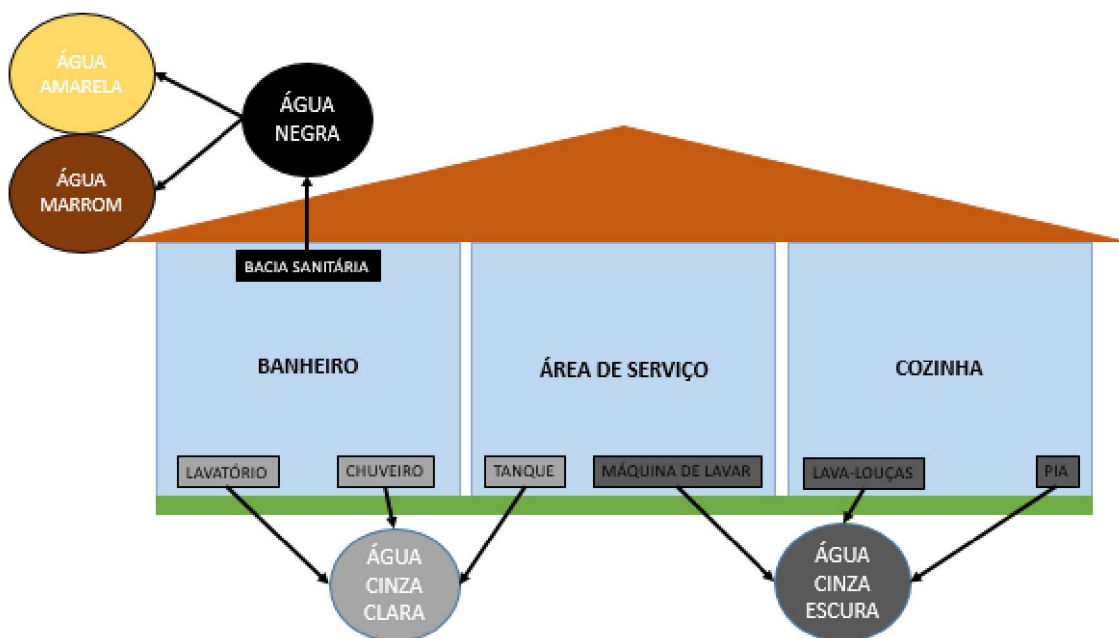 ÁGUA
AMARELA
ÁGUA
NEGRA
ÁGUA
MARROM
BACIA SANITÁRIA
BANHEIRO
ÁREA DE SERVIÇO
COZINHA
LAVATÓRIO
CHUVEIRO
TANQUE
MÁQUINA DE LAVAR
LAVA-LOUÇAS
PIA
ÁGUA
CINZA
CLARA
ÁGUA
CINZA
ESCURA